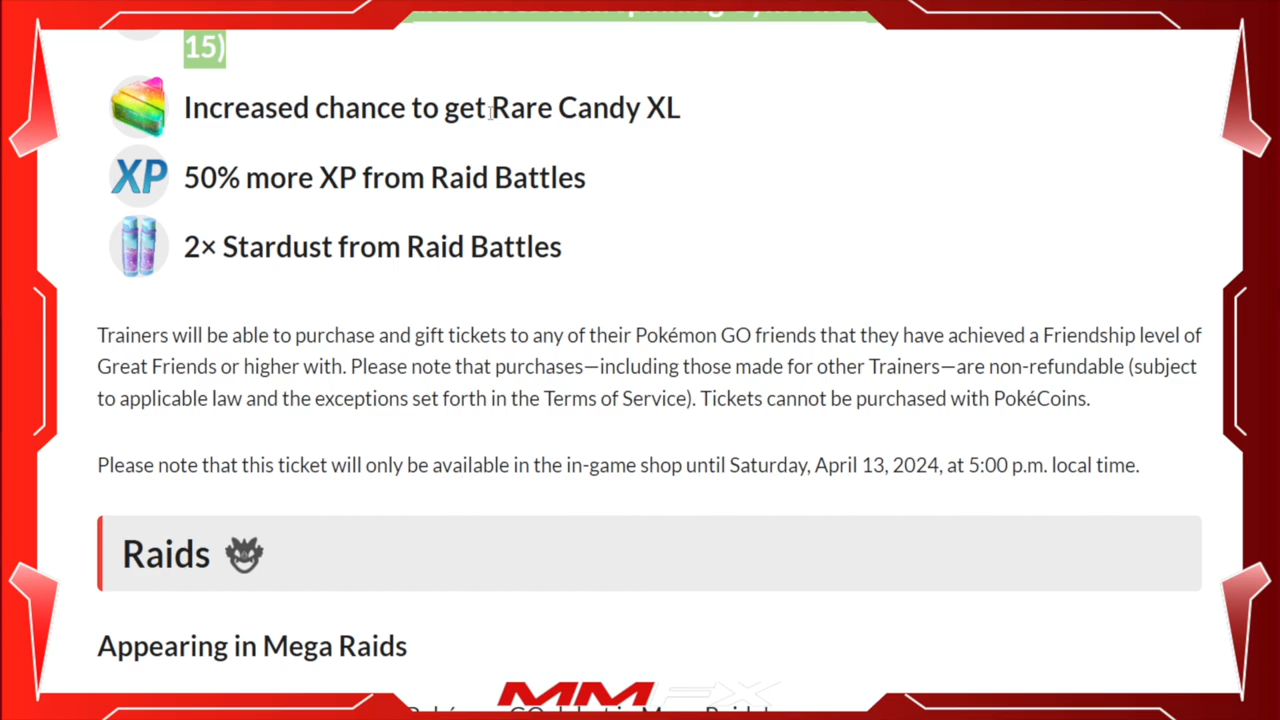 15)
Increased chance to get Rare Candy XL
XP
50% more XP from Raid Battles
2× Stardust from Raid Battles
Trainers will be able to purchase and gift tickets to any of their Pokémon GO friends that they have achieved a Friendship level of
Great Friends or higher with. Please note that purchases—including those made for other Trainers—are non-refundable (subject
to applicable law and the exceptions set forth in the Terms of Service). Tickets cannot be purchased with PokéCoins.
Please note that this ticket will only be available in the in-game shop until Saturday, April 13, 2024, at 5:00 p.m. local time.
Raids
Appearing in Mega Raids
MMFX